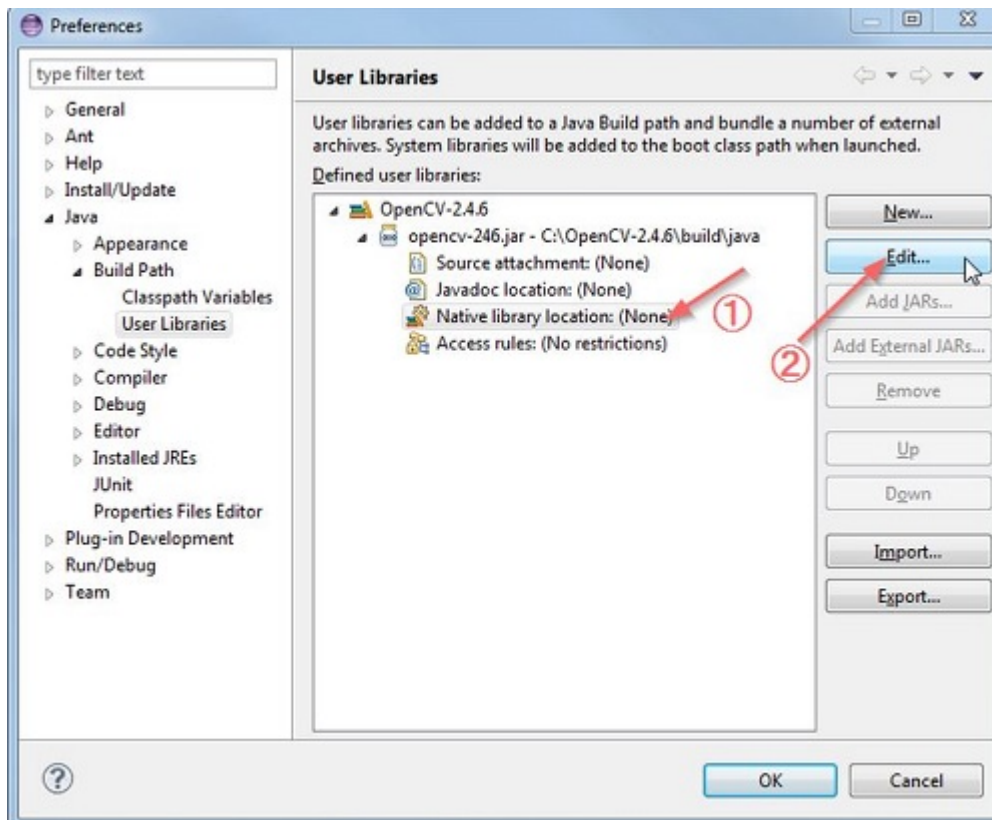 Preferences
type filter text
General
Ant
Help
Install/Update
Java
Appearance
Build Path
Classpath Variables
User Libraries
Code Style
Compiler
Debug
Editor
Installed JREs
JUnit
Properties Files Editor
Plug-in Development
Run/Debug
Team
User Libraries
User libraries can be added to a Java Build path and bundle a number of external
archives. System libraries will be added to the boot class path when launched.
Defined user libraries:
OpenCV-2.4.6
opencv-246.jar - C:\OpenCV-2.4.6\build\java
Source attachment: (None)
Javadoc location: (None)
Native library location: (None)
Access rules: (No restrictions)
①
②
New...
Edit...
Add JARs...
Add External JARs...
Remove
Up
Down
Import...
Export...
?
OK
Cancel